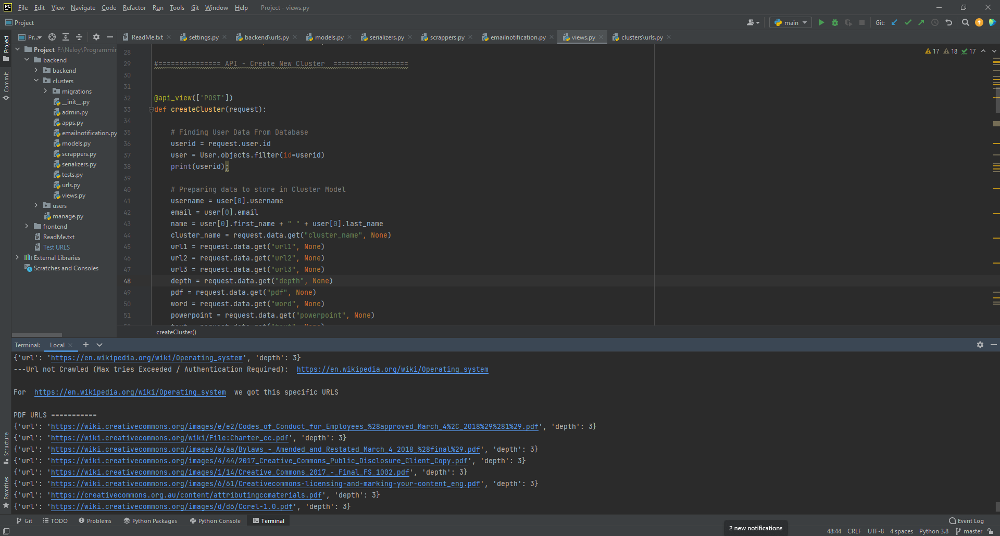 PC File Edit View Navigate Code Refactor Run Tools Git Window Help Project - views.py
Project main Git:
Pr... ReadMe.txt settings.py backend\urls.py models.py serializers.py scrappers.py emailnotification.py views.py clusters\urls.py
Project
Commit
Structure
Favorites
Project F:\Neloy\Programmin
backend
backend
clusters
migrations
__init__.py
admin.py
apps.py
emailnotification.py
models.py
scrappers.py
serializers.py
tests.py
urls.py
views.py
users
manage.py
frontend
ReadMe.txt
Test URLS
External Libraries
Scratches and Consoles
17 18 17
28
29 #=============== API - Create New Cluster ==================
30
31
32 @api_view(['POST'])
33 def createCluster(request):
34
35 # Finding User Data From Database
36 userid = request.user.id
37 user = User.objects.filter(id=userid)
38 print(userid);
39
40 # Preparing data to store in Cluster Model
41 username = user[0].username
42 email = user[0].email
43 name = user[0].first_name + " " + user[0].last_name
44 cluster_name = request.data.get("cluster_name", None)
45 url1 = request.data.get("url1", None)
46 url2 = request.data.get("url2", None)
47 url3 = request.data.get("url3", None)
48 depth = request.data.get("depth", None)
49 pdf = request.data.get("pdf", None)
50 word = request.data.get("word", None)
51 powerpoint = request.data.get("powerpoint", None)
createCluster()
Terminal: Local
{'url': 'https://en.wikipedia.org/wiki/Operating_system', 'depth': 3}
---Url not Crawled (Max tries Exceeded / Authentication Required): https://en.wikipedia.org/wiki/Operating_system
For https://en.wikipedia.org/wiki/Operating_system we got this specific URLS
PDF URLS ===========
{'url': 'https://wiki.creativecommons.org/images/e/e2/Codes_of_Conduct_for_Employees_%28approved_March_4%2C_2018%29%281%29.pdf', 'depth': 3}
{'url': 'https://wiki.creativecommons.org/wiki/File:Charter_cc.pdf', 'depth': 3}
{'url': 'https://wiki.creativecommons.org/images/a/aa/Bylaws_-_Amended_and_Restated_March_4_2018_%28final%29.pdf', 'depth': 3}
{'url': 'https://wiki.creativecommons.org/images/4/44/2017_Creative_Commons_Public_Disclosure_Client_Copy.pdf', 'depth': 3}
{'url': 'https://wiki.creativecommons.org/images/1/14/Creative_Commons_2017_-_Final_FS_1002.pdf', 'depth': 3}
{'url': 'https://wiki.creativecommons.org/images/6/61/Creativecommons-licensing-and-marking-your-content_eng.pdf', 'depth': 3}
{'url': 'https://creativecommons.org.au/content/attributingccmaterials.pdf', 'depth': 3}
{'url': 'https://wiki.creativecommons.org/images/d/d6/Ccrel-1.0.pdf', 'depth': 3}
Git TODO Problems Python Packages Python Console Terminal Event Log
2 new notifications
48:44 CRLF UTF-8 4 spaces Python 3.8 master